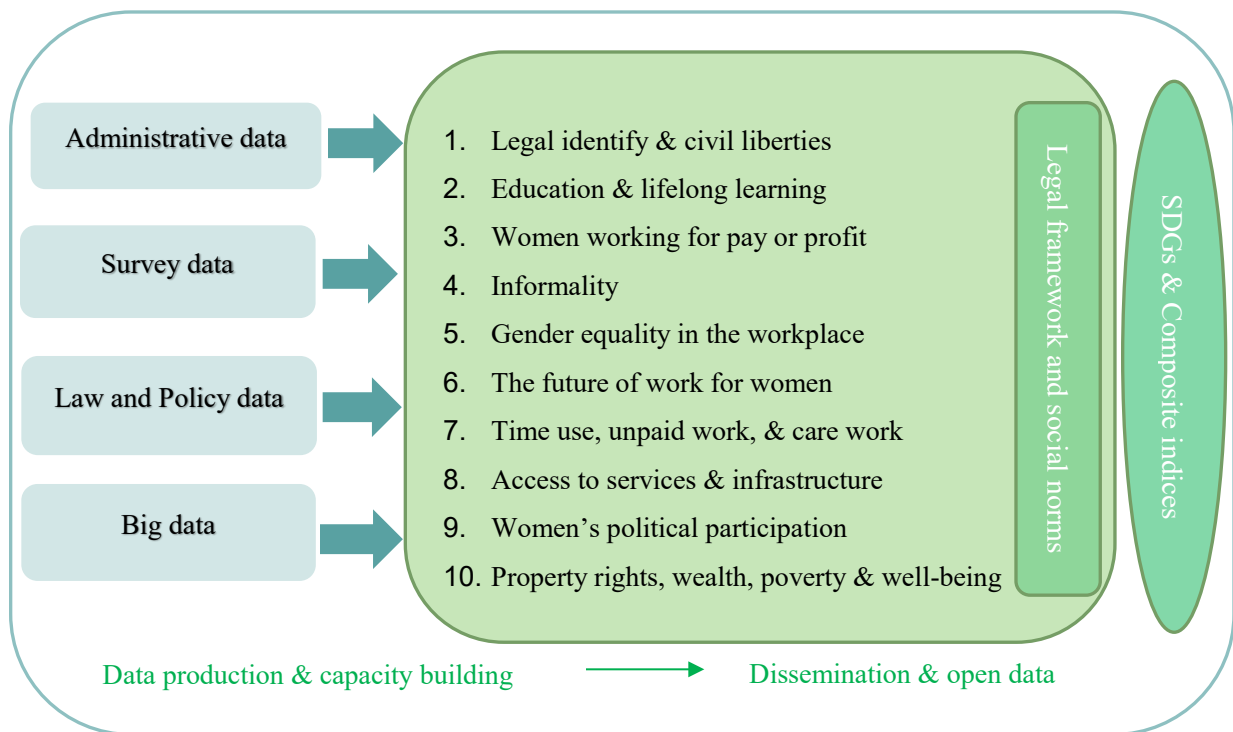 Administrative data
Survey data
Law and Policy data
Big data
1. Legal identify & civil liberties
2. Education & lifelong learning
3. Women working for pay or profit
4. Informality
5. Gender equality in the workplace
6. The future of work for women
7. Time use, unpaid work, & care work
8. Access to services & infrastructure
9. Women’s political participation
10. Property rights, wealth, poverty & well-being
Legal framework and social norms
SDGs & Composite indices
Data production & capacity building
Dissemination & open data